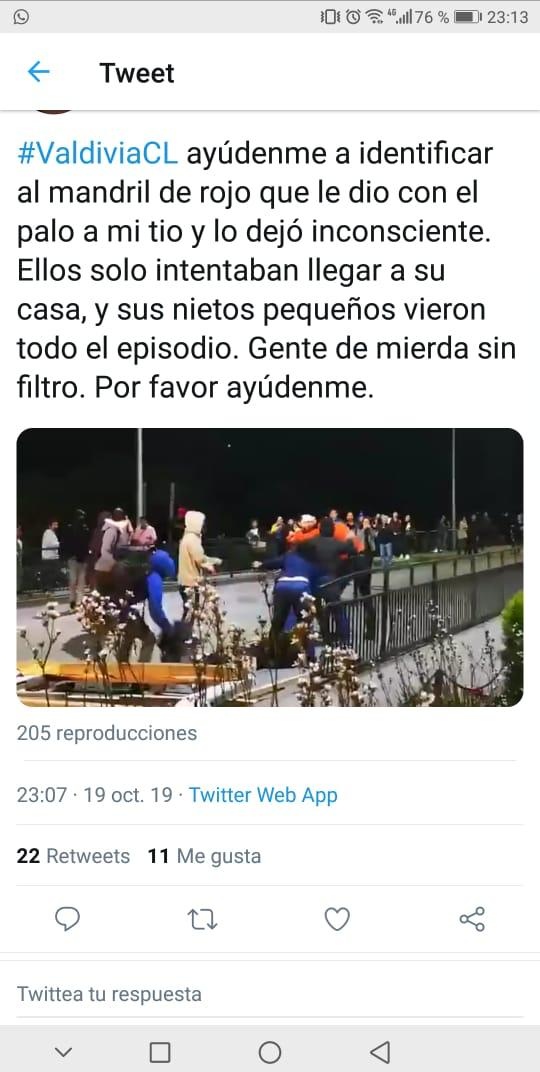 4G 76 % 23:13
Tweet
#ValdiviaCL ayúdenme a identificar
al mandril de rojo que le dio con el
palo a mi tio y lo dejó inconsciente.
Ellos solo intentaban llegar a su
casa, y sus nietos pequeños vieron
todo el episodio. Gente de mierda sin
filtro. Por favor ayúdenme.
205 reproducciones
23:07 · 19 oct. 19 · Twitter Web App
22 Retweets 11 Me gusta
Twittea tu respuesta